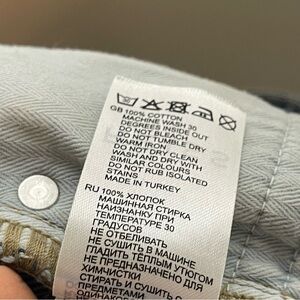 GB 100% COTTON
MACHINE WASH 30
DEGREES INSIDE OUT
DO NOT BLEACH
DO NOT TUMBLE DRY
WARM IRON
DO NOT DRY CLEAN
WASH AND DRY WITH
SIMILAR COLOURS
DO NOT RUB ISOLATED
STAINS
MADE IN TURKEY
RU 100% ХЛОПОК
МАШИННАЯ СТИРКА
НАИЗНАНКУ ПРИ
ТЕМПЕРАТУРЕ 30
ГРАДУСОВ
НЕ ОТБЕЛИВАТЬ
НЕ СУШИТЬ В МАШИНЕ
ГЛАДИТЬ ТЁПЛЫМ УТЮГОМ
НЕ ПРЕДНАЗНАЧЕНО ДЛЯ
ХИМЧИСТКИ
СТИРАТЬ И СУШИТЬ С
ПРЕДМЕТАМИ